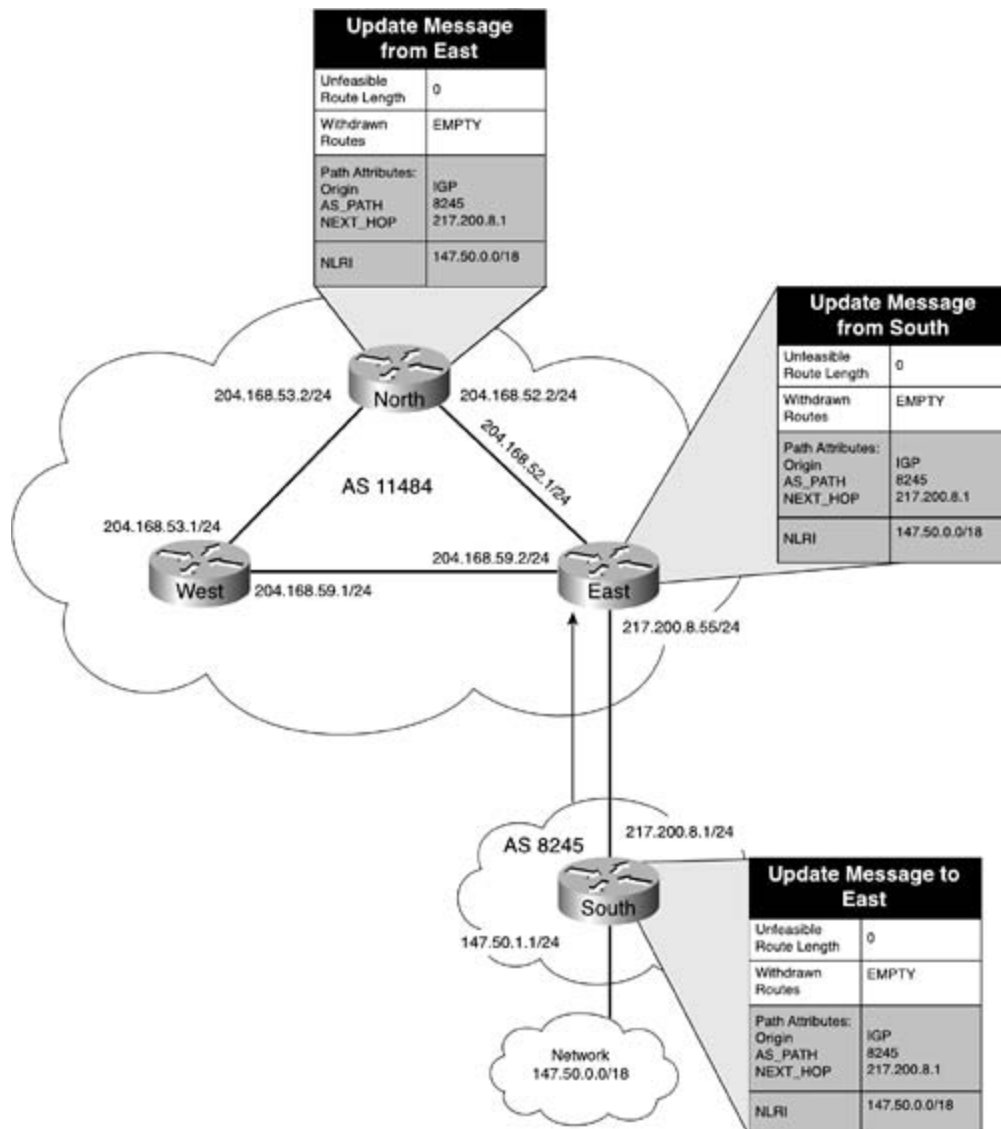 Update Message
from East
Unfeasible
Route Length
0
Withdrawn
Routes
EMPTY
Path Attributes:
Origin
AS_PATH
NEXT_HOP
IGP
8245
217.200.8.1
NLRI
147.50.0.0/18
Update Message
from South
Unfeasible
Route Length
0
Withdrawn
Routes
EMPTY
Path Attributes:
Origin
AS_PATH
NEXT_HOP
IGP
8245
217.200.8.1
NLRI
147.50.0.0/18
204.168.53.2/24
North
204.168.52.2/24
204.168.52.1/24
AS 11484
204.168.53.1/24
204.168.59.2/24
West
204.168.59.1/24
East
217.200.8.55/24
AS 8245
217.200.8.1/24
South
147.50.1.1/24
Network
147.50.0.0/18
Update Message to
East
Unfeasible
Route Length
0
Withdrawn
Routes
EMPTY
Path Attributes:
Origin
AS_PATH
NEXT_HOP
IGP
8245
217.200.8.1
NLRI
147.50.0.0/18